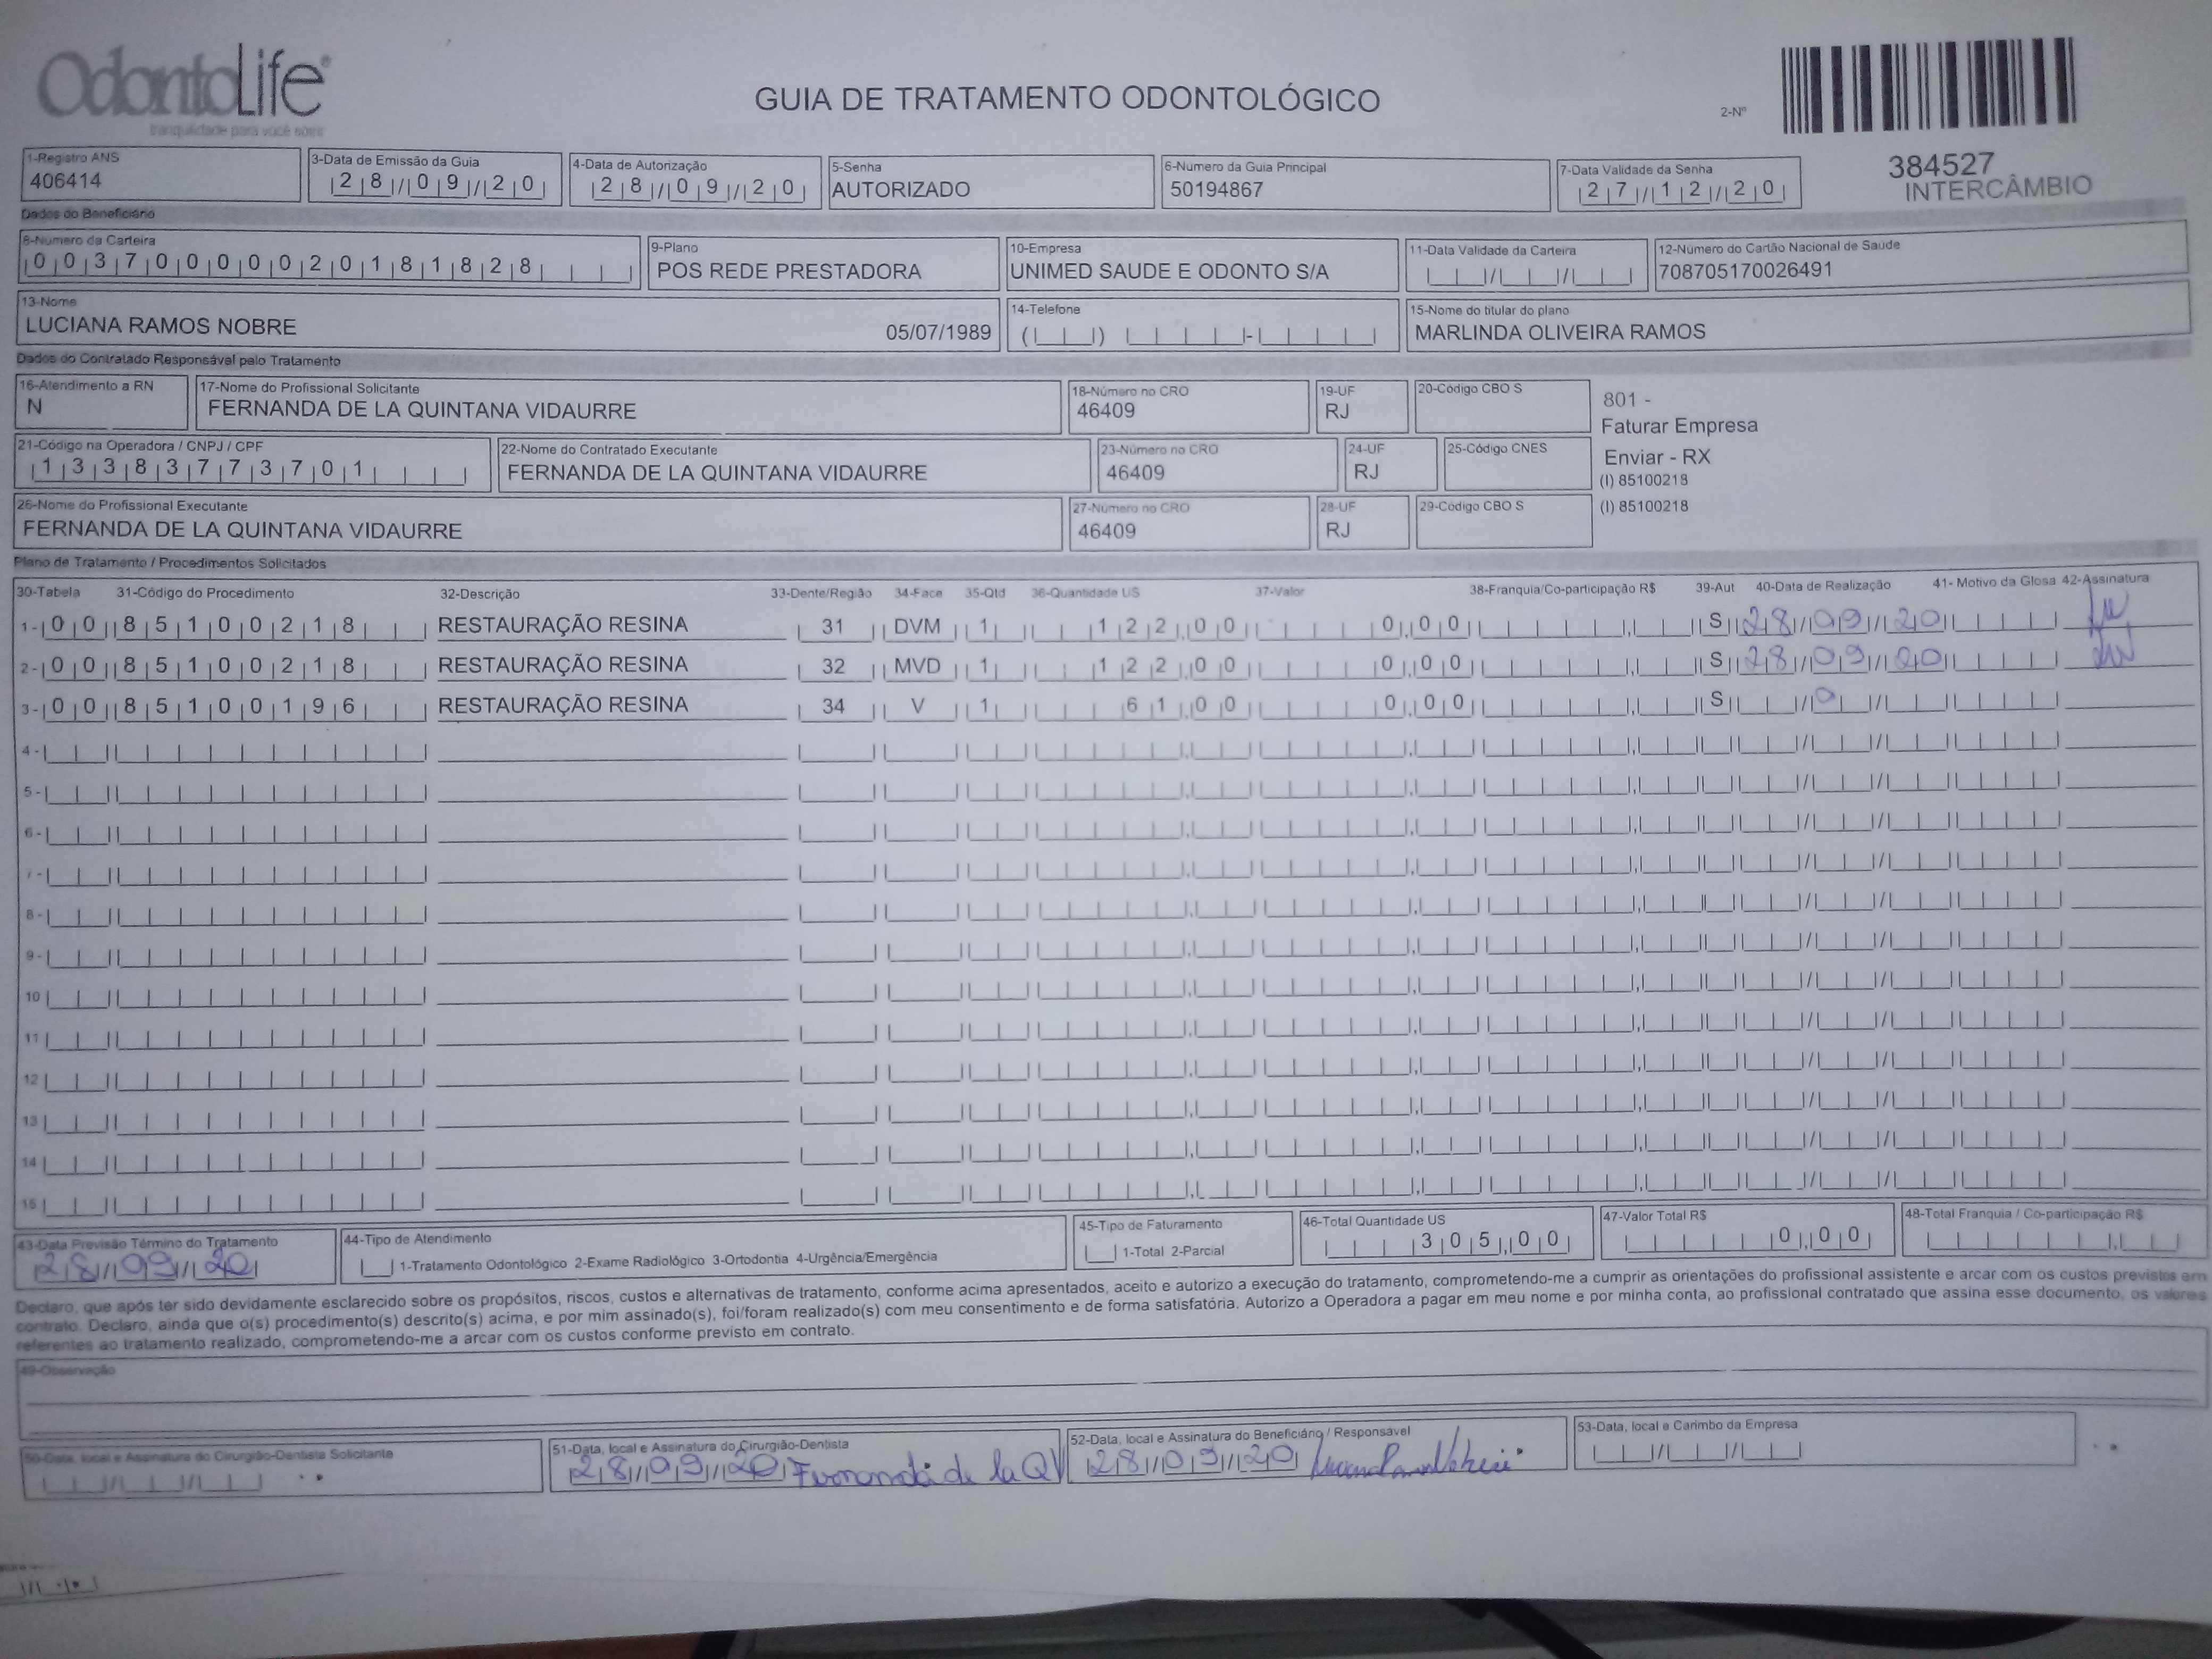 OdontoLife®
tranquilidade para você sorrir
GUIA DE TRATAMENTO ODONTOLÓGICO
2-Nº
384527
INTERCÂMBIO
1-Registro ANS
406414
3-Data de Emissão da Guia
28/09/20
4-Data de Autorização
28/09/20
5-Senha
AUTORIZADO
6-Número da Guia Principal
50194867
7-Data Validade da Senha
27/12/20
Dados do Beneficiário
8-Número da Carteira
00370000020181828
9-Plano
POS REDE PRESTADORA
10-Empresa
UNIMED SAUDE E ODONTO S/A
11-Data Validade da Carteira
12-Número do Cartão Nacional de Saúde
708705170026491
13-Nome
LUCIANA RAMOS NOBRE 05/07/1989
14-Telefone
15-Nome do titular do plano
MARLINDA OLIVEIRA RAMOS
Dados do Contratado Responsável pelo Tratamento
16-Atendimento a RN
N
17-Nome do Profissional Solicitante
FERNANDA DE LA QUINTANA VIDAURRE
18-Número no CRO
46409
19-UF
RJ
20-Código CBO S
801 -
Faturar Empresa
Enviar - RX
(I) 85100218
(I) 85100218
21-Código na Operadora / CNPJ / CPF
13383773701
22-Nome do Contratado Executante
FERNANDA DE LA QUINTANA VIDAURRE
23-Número no CRO
46409
24-UF
RJ
25-Código CNES
26-Nome do Profissional Executante
FERNANDA DE LA QUINTANA VIDAURRE
27-Número no CRO
46409
28-UF
RJ
29-Código CBO S
Plano de Tratamento / Procedimentos Solicitados
30-Tabela 31-Código do Procedimento 32-Descrição 33-Dente/Região 34-Face 35-Qtd 36-Quantidade US 37-Valor 38-Franquia/Co-participação R$ 39-Aut 40-Data de Realização 41- Motivo da Glosa 42-Assinatura
1- 00 85100218 RESTAURAÇÃO RESINA 31 DVM 1 122,00 0,00 S 28/09/20
2- 00 85100218 RESTAURAÇÃO RESINA 32 MVD 1 122,00 0,00 S 28/09/20
3- 00 85100196 RESTAURAÇÃO RESINA 34 V 1 61,00 0,00 S 0
4-
5-
6-
7-
8-
9-
10
11
12
13
14
15
43-Data Previsão Término do Tratamento
28/09/20
44-Tipo de Atendimento
1-Tratamento Odontológico 2-Exame Radiológico 3-Ortodontia 4-Urgência/Emergência
45-Tipo de Faturamento
1-Total 2-Parcial
46-Total Quantidade US
305,00
47-Valor Total R$
0,00
48-Total Franquia / Co-participação R$
Declaro, que após ter sido devidamente esclarecido sobre os propósitos, riscos, custos e alternativas de tratamento, conforme acima apresentados, aceito e autorizo a execução do tratamento, comprometendo-me a cumprir as orientações do profissional assistente e arcar com os custos previstos em
contrato. Declaro, ainda que o(s) procedimento(s) descrito(s) acima, e por mim assinado(s), foi/foram realizado(s) com meu consentimento e de forma satisfatória. Autorizo a Operadora a pagar em meu nome e por minha conta, ao profissional contratado que assina esse documento, os valores
referentes ao tratamento realizado, comprometendo-me a arcar com os custos conforme previsto em contrato.
49-Observação
50-Data, local e Assinatura do Cirurgião-Dentista Solicitante
51-Data, local e Assinatura do Cirurgião-Dentista
28/09/20 Fernanda de la QV
52-Data, local e Assinatura do Beneficiário / Responsável
28/09/20
53-Data, local e Carimbo da Empresa